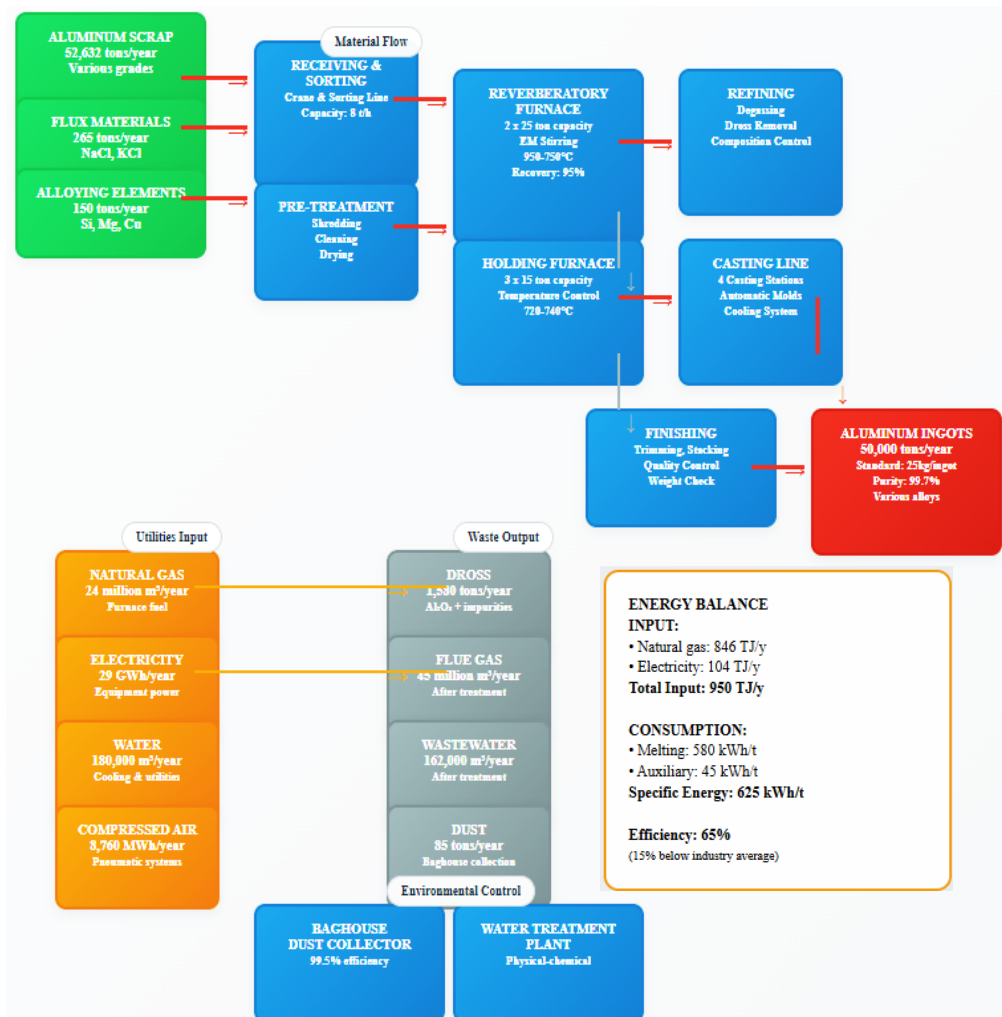 ALUMINUM SCRAP
52,632 tons/year
Various grades
FLUX MATERIALS
265 tons/year
NaCl, KCl
ALLOYING ELEMENTS
150 tons/year
Si, Mg, Cu
Material Flow
RECEIVING &
SORTING
Crane & Sorting Line
Capacity: 8 t/h
PRE-TREATMENT
Shredding
Cleaning
Drying
REVERBERATORY
FURNACE
2 x 25 ton capacity
EM Stirring
950-750°C
Recovery: 95%
REFINING
Degassing
Dross Removal
Composition Control
HOLDING FURNACE
3 x 15 ton capacity
Temperature Control
720-740°C
CASTING LINE
4 Casting Stations
Automatic Molds
Cooling System
FINISHING
Trimming, Stacking
Quality Control
Weight Check
ALUMINUM INGOTS
50,000 tons/year
Standard: 25kg/ingot
Purity: 99.7%
Various alloys
Utilities Input
NATURAL GAS
24 million m³/year
Furnace fuel
ELECTRICITY
29 GWh/year
Equipment power
WATER
180,000 m³/year
Cooling & utilities
COMPRESSED AIR
8,760 MWh/year
Pneumatic systems
Waste Output
DROSS
1,580 tons/year
Al₂O₃ + impurities
FLUE GAS
45 million m³/year
After treatment
WASTEWATER
162,000 m³/year
After treatment
DUST
85 tons/year
Baghouse collection
Environmental Control
BAGHOUSE
DUST COLLECTOR
99.5% efficiency
WATER TREATMENT
PLANT
Physical-chemical
ENERGY BALANCE
INPUT:
• Natural gas: 846 TJ/y
• Electricity: 104 TJ/y
Total Input: 950 TJ/y
CONSUMPTION:
• Melting: 580 kWh/t
• Auxiliary: 45 kWh/t
Specific Energy: 625 kWh/t
Efficiency: 65%
(15% below industry average)